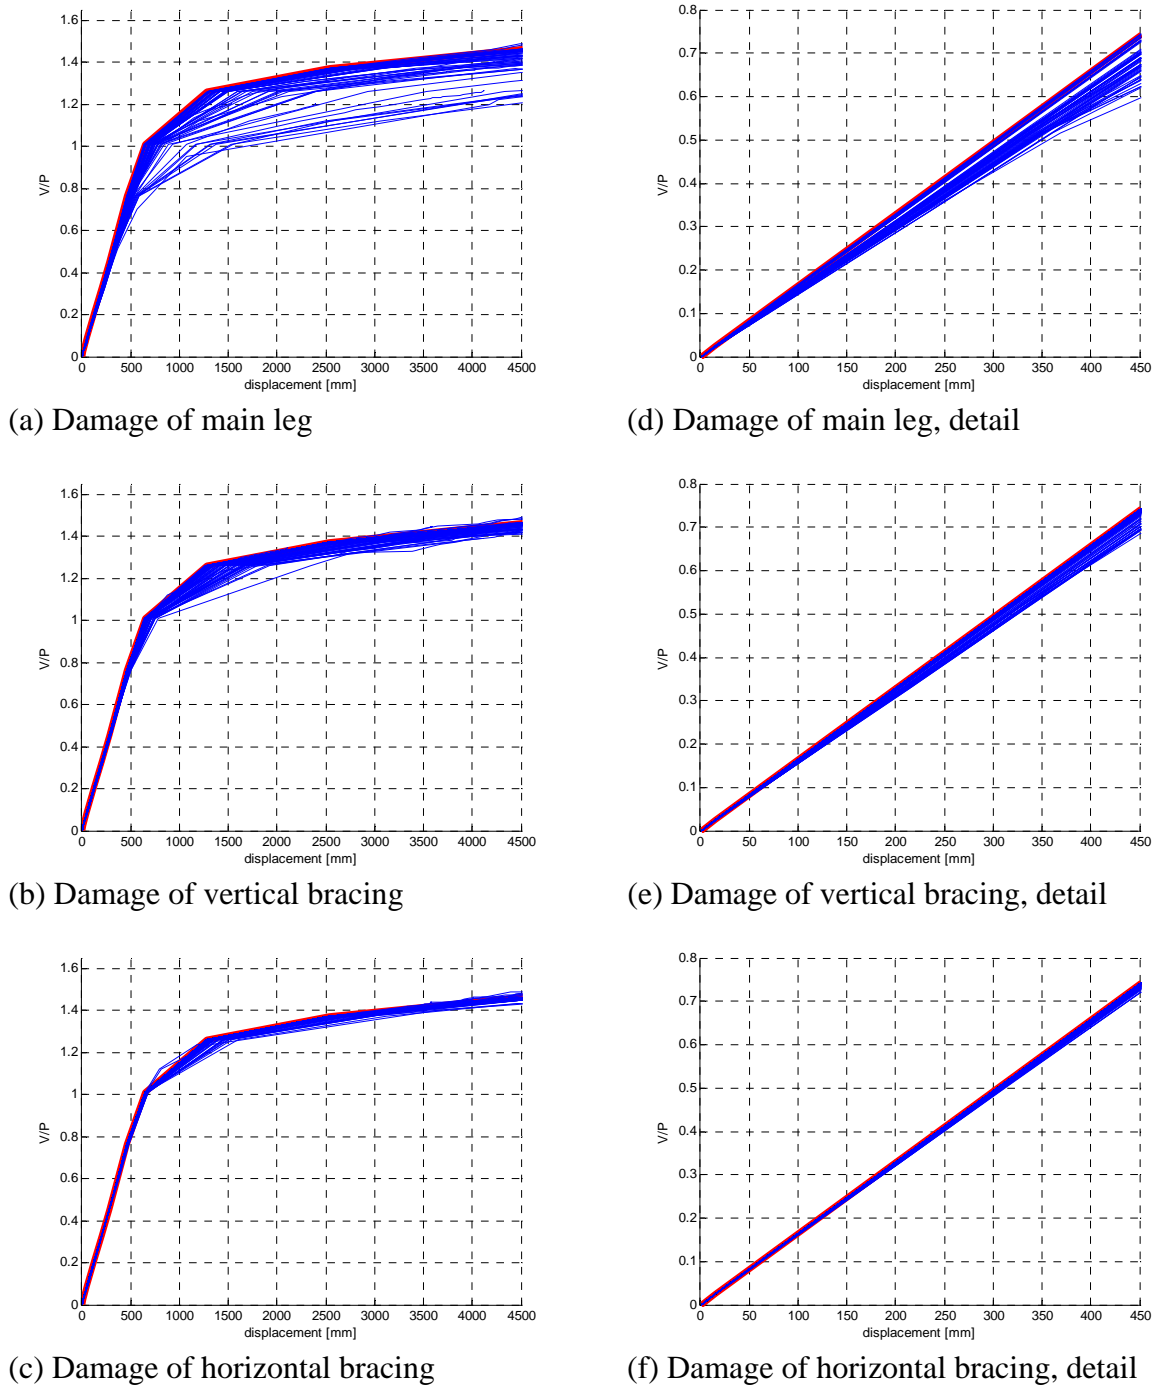 1.6
1.4
1.2
1
0.8
0.6
0.4
0.2
0
V/P
0 500 1000 1500 2000 2500 3000 3500 4000 4500
displacement [mm]
(a) Damage of main leg
0.8
0.7
0.6
0.5
0.4
0.3
0.2
0.1
0
V/P
0 50 100 150 200 250 300 350 400 450
displacement [mm]
(d) Damage of main leg, detail
1.6
1.4
1.2
1
0.8
0.6
0.4
0.2
0
V/P
0 500 1000 1500 2000 2500 3000 3500 4000 4500
displacement [mm]
(b) Damage of vertical bracing
0.8
0.7
0.6
0.5
0.4
0.3
0.2
0.1
0
V/P
0 50 100 150 200 250 300 350 400 450
displacement [mm]
(e) Damage of vertical bracing, detail
1.6
1.4
1.2
1
0.8
0.6
0.4
0.2
0
V/P
0 500 1000 1500 2000 2500 3000 3500 4000 4500
displacement [mm]
(c) Damage of horizontal bracing
0.8
0.7
0.6
0.5
0.4
0.3
0.2
0.1
0
V/P
0 50 100 150 200 250 300 350 400 450
displacement [mm]
(f) Damage of horizontal bracing, detail